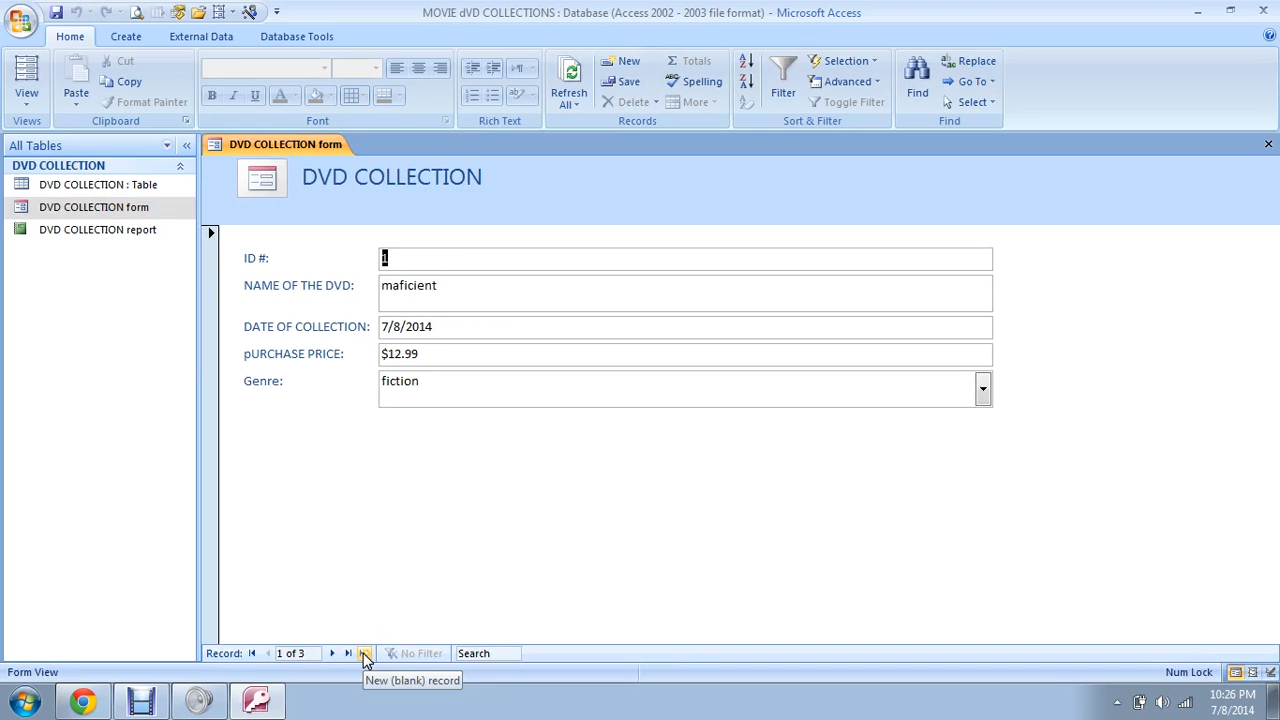 MOVIE dVD COLLECTIONS : Database (Access 2002 - 2003 file format) - Microsoft Access
Home Create External Data Database Tools
View
Views
Paste
Cut
Copy
Format Painter
Clipboard
B I U A
Font
Rich Text
Refresh All
New
Save
Delete
Totals
Spelling
More
Records
Filter
Selection
Advanced
Toggle Filter
Sort & Filter
Find
Replace
Go To
Select
Find
All Tables
DVD COLLECTION
DVD COLLECTION : Table
DVD COLLECTION form
DVD COLLECTION report
DVD COLLECTION form
DVD COLLECTION
ID #: 1
NAME OF THE DVD: maficient
DATE OF COLLECTION: 7/8/2014
pURCHASE PRICE: $12.99
Genre: fiction
Record: 1 of 3 No Filter Search
New (blank) record
Form View Num Lock
10:26 PM
7/8/2014